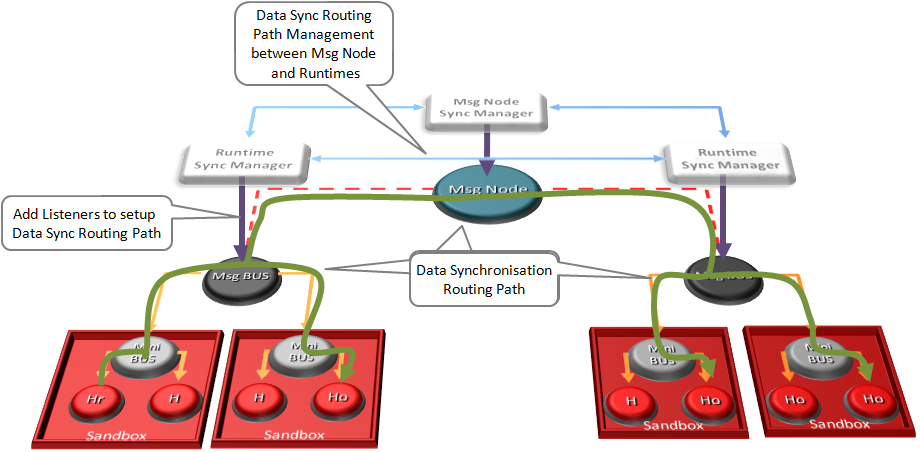 Data Sync Routing
Path Management
between Msg Node
and Runtimes
Msg Node
Sync Manager
Runtime
Sync Manager
Runtime
Sync Manager
Msg Node
Add Listeners to setup
Data Sync Routing Path
Msg BUS
Data Synchronisation
Routing Path
Msg BUS
Mini
BUS
Hr
H
Sandbox
Mini
BUS
H
Ho
Sandbox
Mini
BUS
H
Ho
Sandbox
Mini
BUS
Ho
Ho
Sandbox